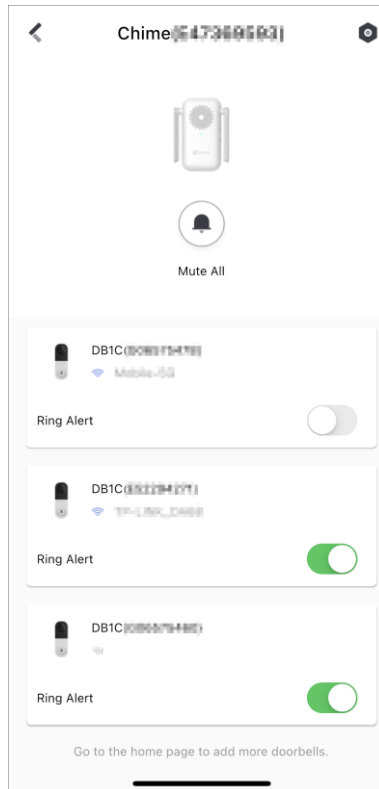 Chime
Mute All
DB1C
Ring Alert
DB1C
Ring Alert
DB1C
Ring Alert
Go to the home page to add more doorbells.